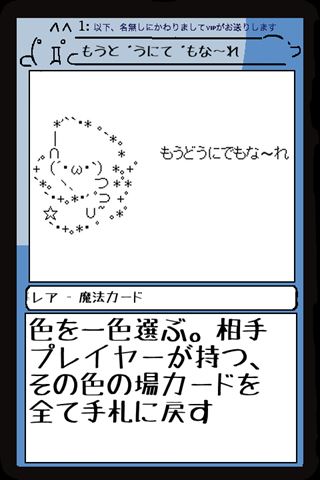 1: 以下、名無しにかわりましてVIPがお送りします
もうと゛うにて゛もな〜れ
もうどうにでもな〜れ
レア - 魔法カード
色を一色選ぶ。相手
プレイヤーが持つ、
その色の場カードを
全て手札に戻す